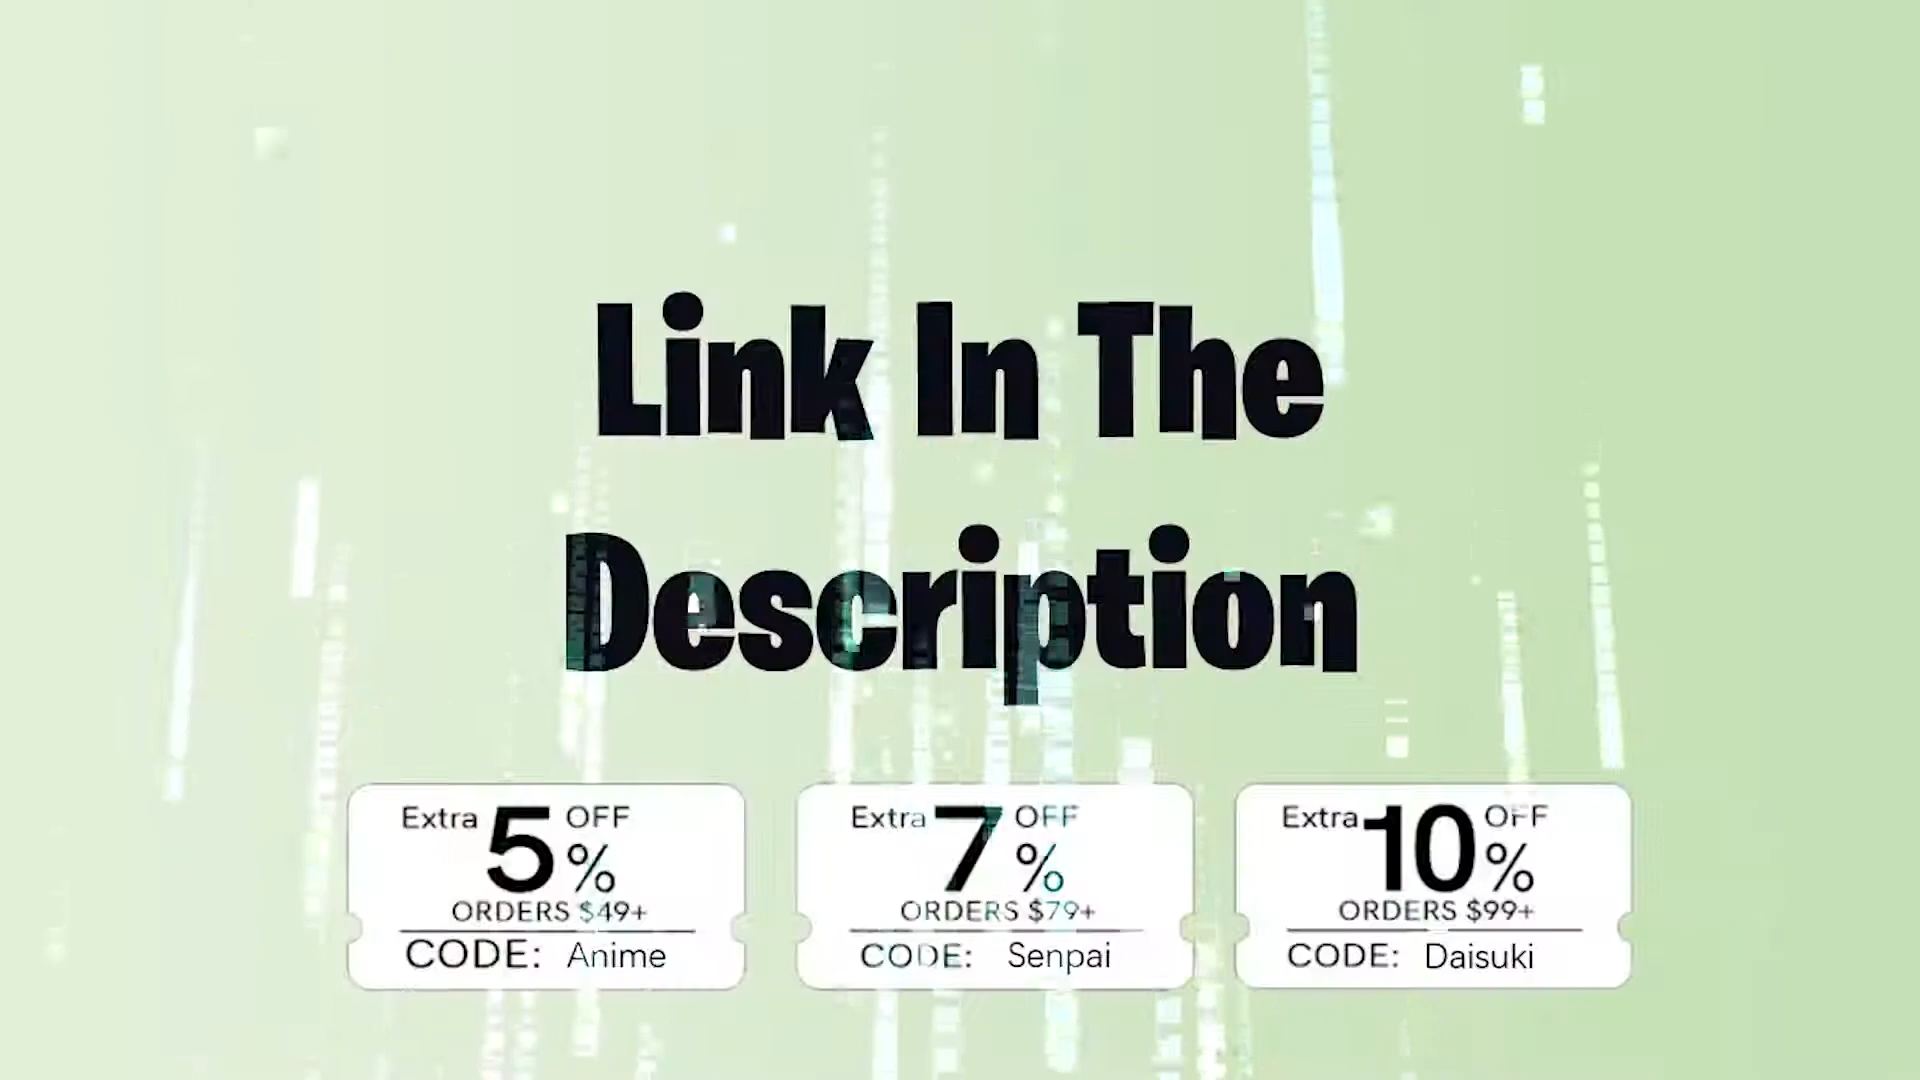 Link In The
Description
Extra 5% OFF
ORDERS $49+
CODE: Anime
Extra 7% OFF
ORDERS $79+
CODE: Senpai
Extra 10% OFF
ORDERS $99+
CODE: Daisuki